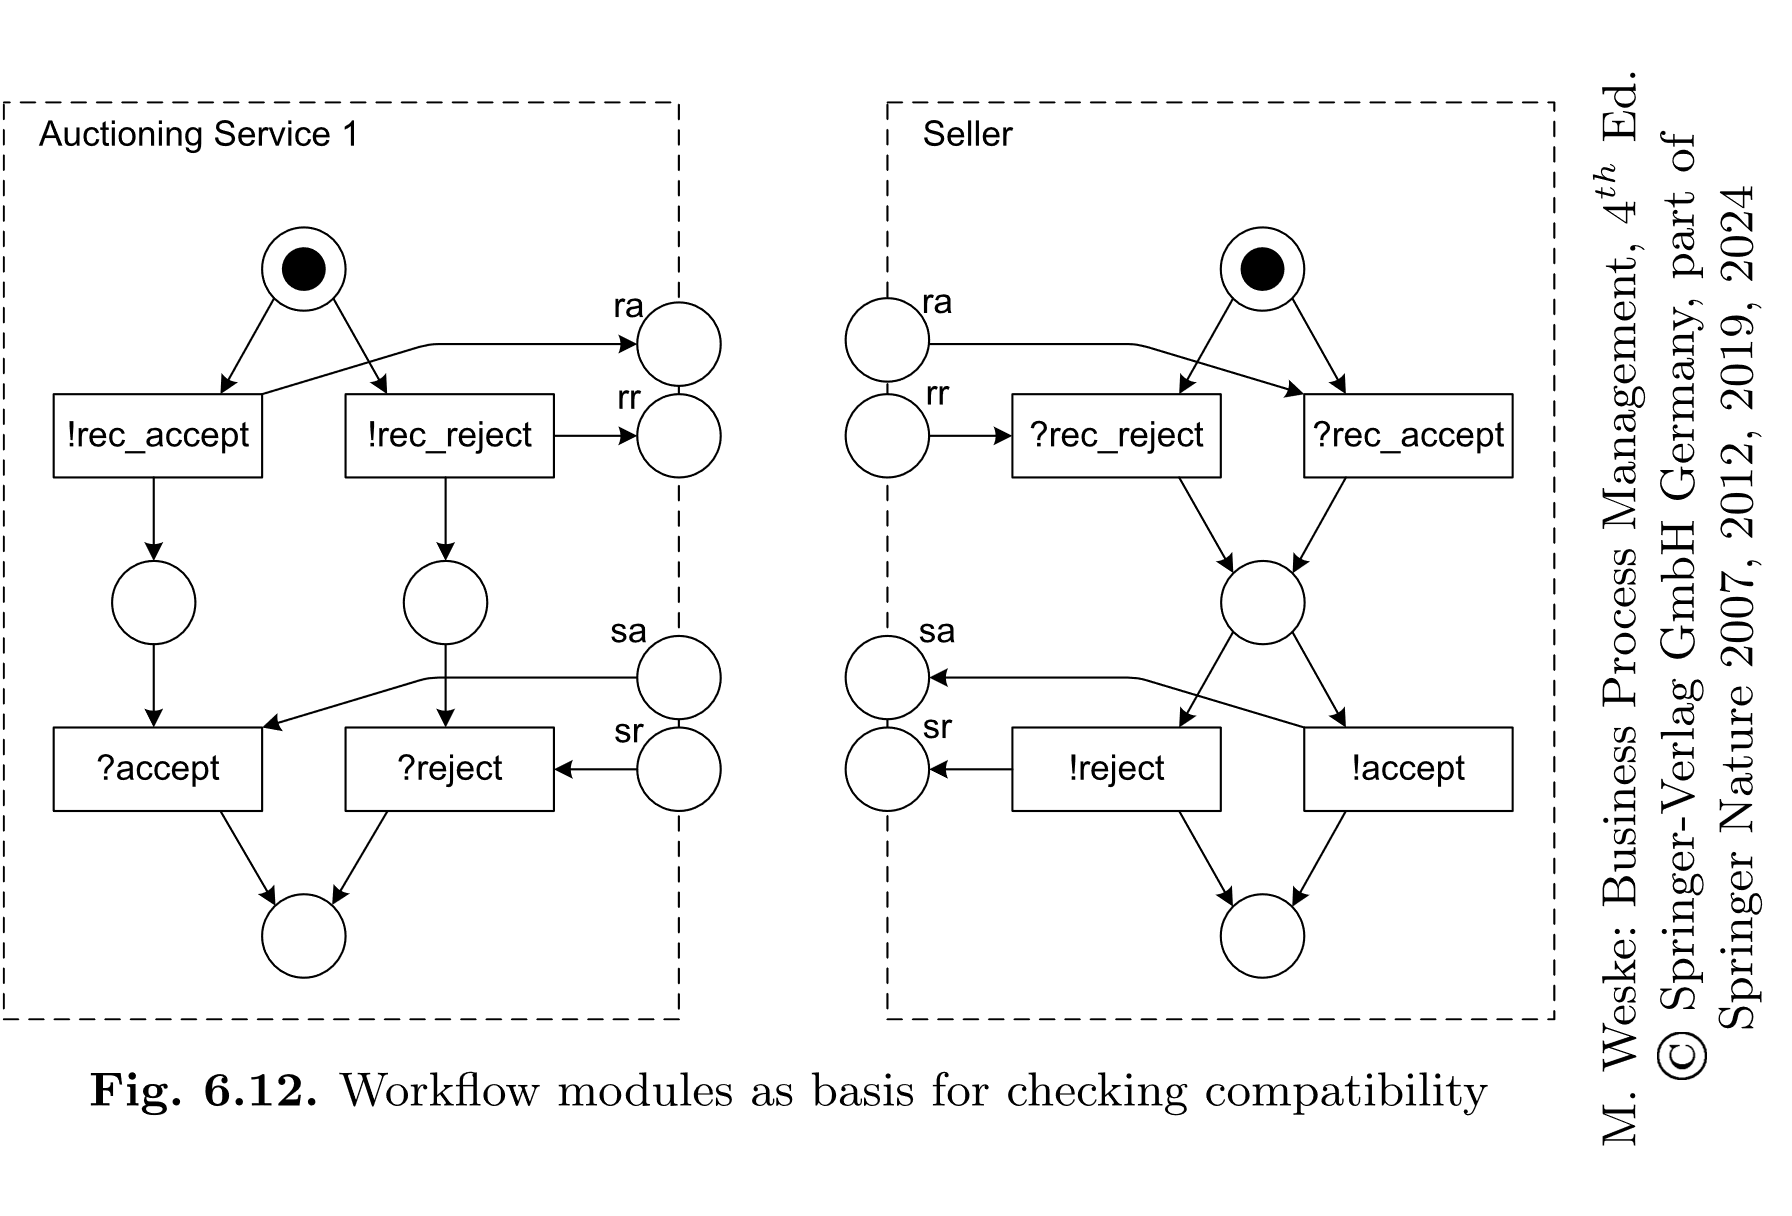 Auctioning Service 1
ra
rr
!rec_accept
!rec_reject
sa
sr
?accept
?reject
Seller
ra
rr
?rec_reject
?rec_accept
sa
sr
!reject
!accept
Fig. 6.12. Workflow modules as basis for checking compatibility
M. Weske: Business Process Management, 4th Ed.
© Springer-Verlag GmbH Germany, part of
Springer Nature 2007, 2012, 2019, 2024